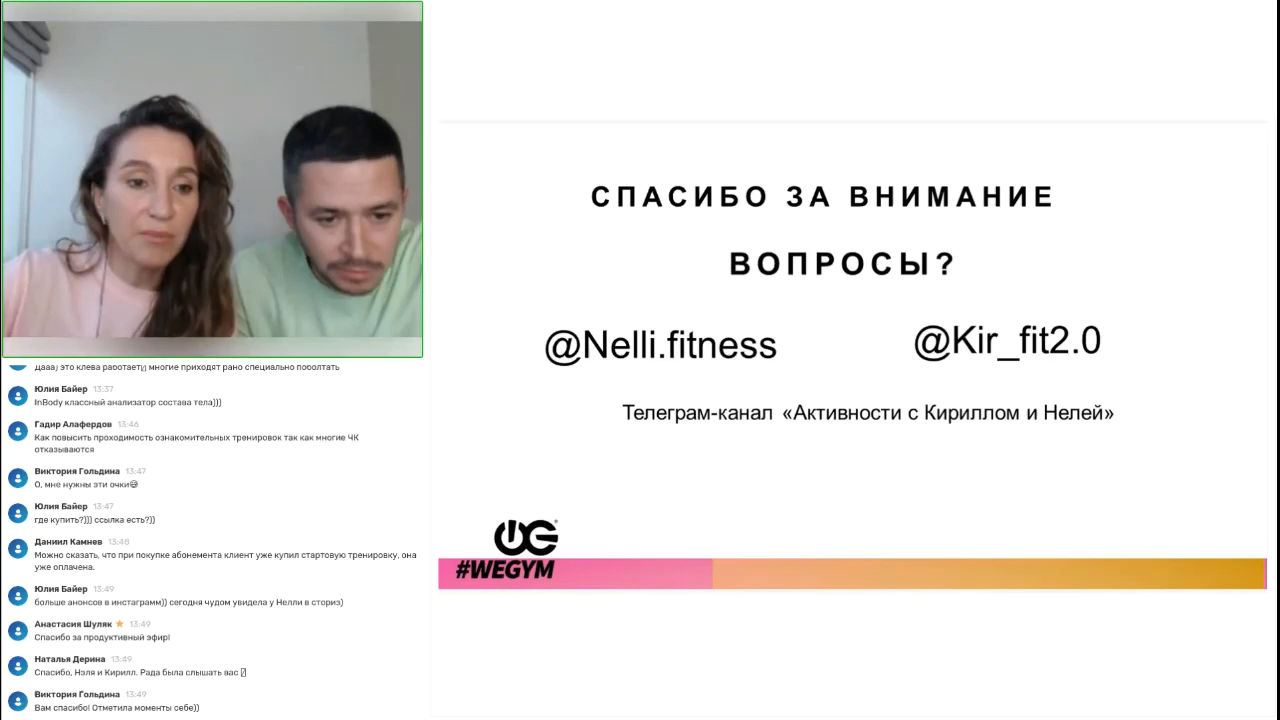 Дааа) это клева работает)) многие приходят рано специально поболтать
Юлия Байер 13:37
InBody классный анализатор состава тела)))
Гадир Алафердов 13:46
Как повысить проходимость ознакомительных тренировок так как многие ЧК
отказываются
Виктория Гольдина 13:47
О, мне нужны эти очки😅
Юлия Байер 13:47
где купить?))) ссылка есть?))
Даниил Камнев 13:48
Можно сказать, что при покупке абонемента клиент уже купил стартовую тренировку, она
уже оплачена.
Юлия Байер 13:49
больше анонсов в инстаграмм)) сегодня чудом увидела у Нелли в сториз)
Анастасия Шуляк 13:49
Спасибо за продуктивный эфир!
Наталья Дерина 13:49
Спасибо, Нэля и Кирилл. Рада была слышать вас
Виктория Гольдина 13:49
Вам спасибо! Отметила моменты себе))
СПАСИБО ЗА ВНИМАНИЕ
ВОПРОСЫ?
@Nelli.fitness
@Kir_fit2.0
Телеграм-канал «Активности с Кириллом и Нелей»
WG
#WEGYM